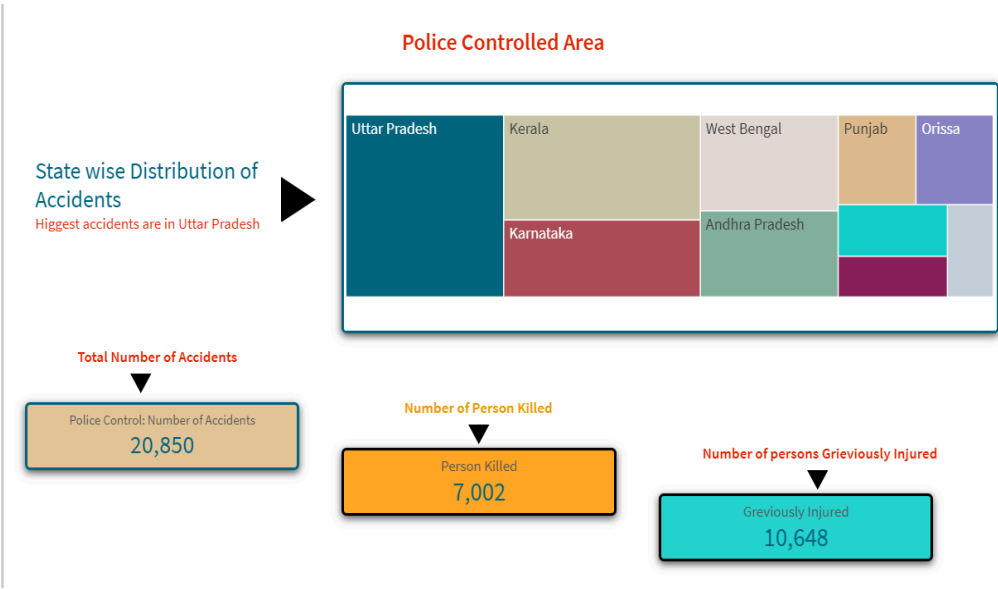 Police Controlled Area
Uttar Pradesh
Kerala
West Bengal
Punjab
Orissa
Karnataka
Andhra Pradesh
State wise Distribution of
Accidents
Higgest accidents are in Uttar Pradesh
Total Number of Accidents
Police Control: Number of Accidents
20,850
Number of Person Killed
Person Killed
7,002
Number of persons Grieviously Injured
Greviously Injured
10,648